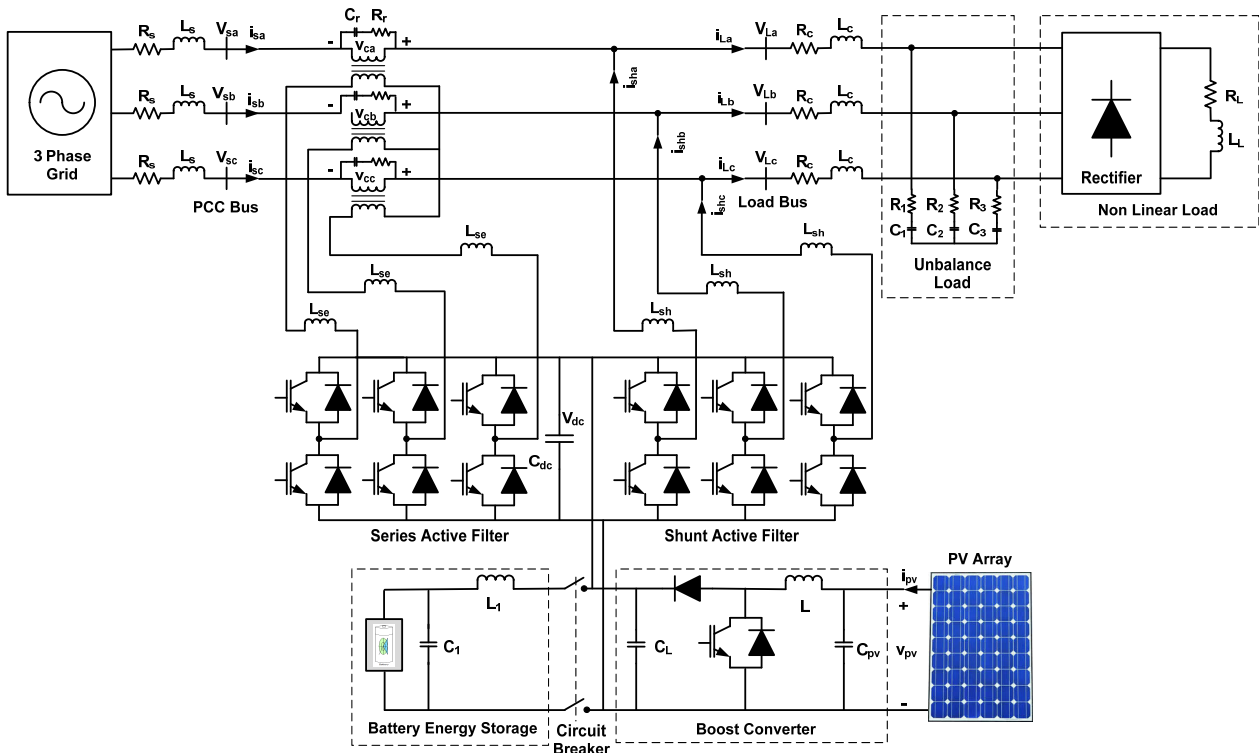 Rs Ls Vsa isa Cr Rr iLa VLa Rc Lc
- vca +
isha
Rs Ls Vsb isb iLb VLb Rc Lc
- vcb +
ishb
3 Phase
Grid
Rs Ls Vsc isc iLc VLc Rc Lc
- vcc +
ishc
PCC Bus
Load Bus
RL
LL
Rectifier
Non Linear Load
R1 R2 R3
C1 C2 C3
Unbalance
Load
Lse
Lse
Lse
Lsh
Lsh
Lsh
Vdc
Cdc
Series Active Filter
Shunt Active Filter
PV Array
L1
C1
L
CL
Cpv
ipv
+
vpv
-
Battery Energy Storage
Circuit
Breaker
Boost Converter